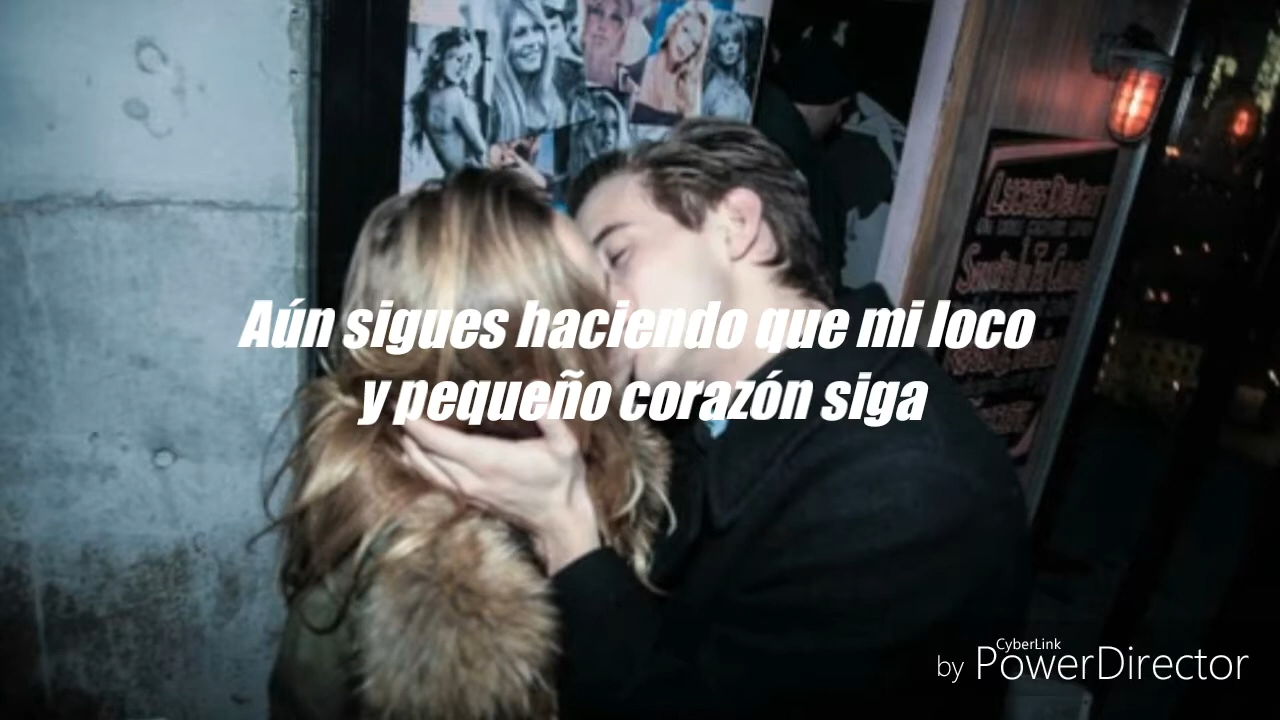 Aún sigues haciendo que mi loco
y pequeño corazón siga
CyberLink
by PowerDirector